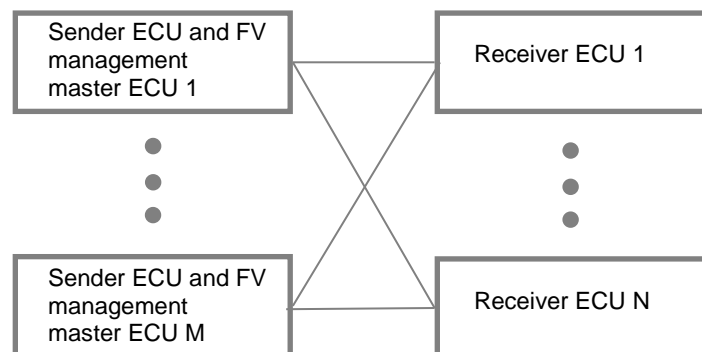 Sender ECU and FV
management
master ECU 1
Receiver ECU 1
Sender ECU and FV
management
master ECU M
Receiver ECU N